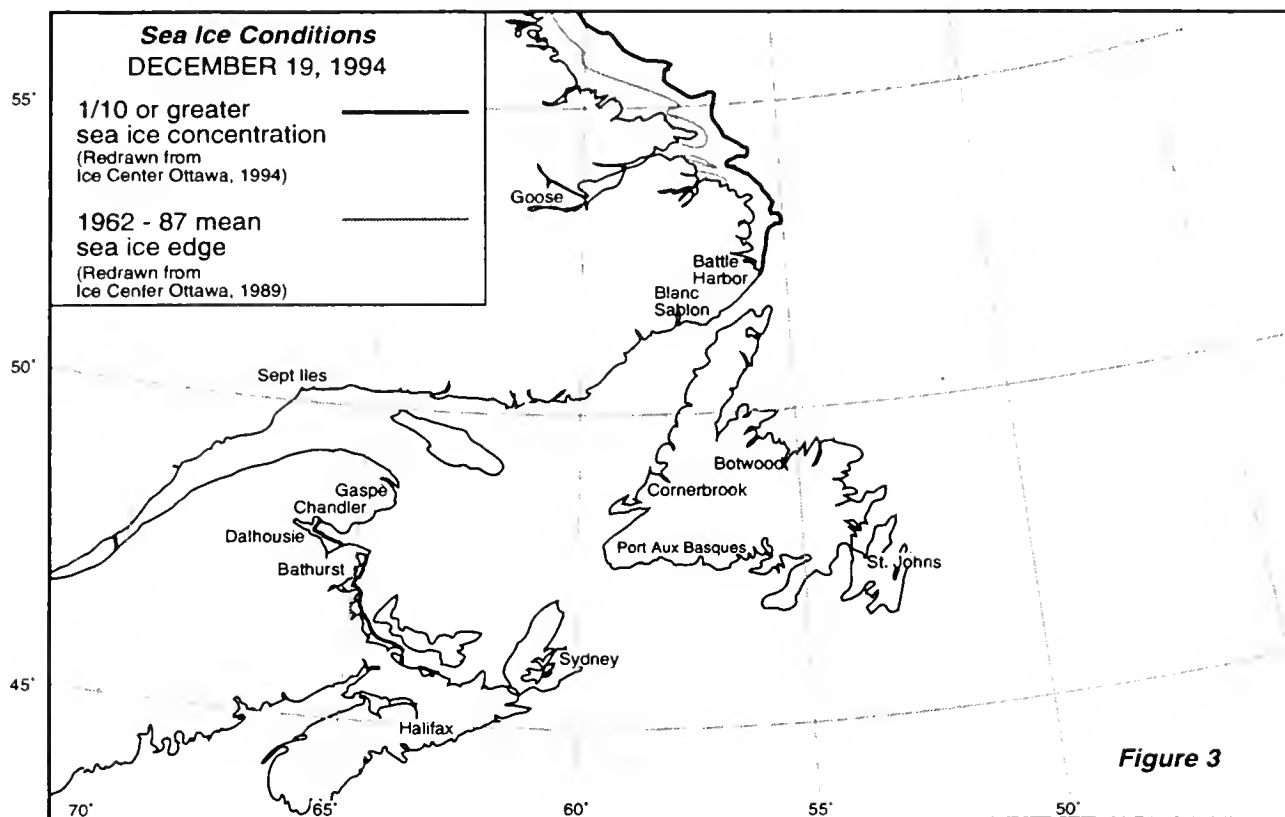 Sea Ice Conditions
DECEMBER 19, 1994
1/10 or greater
sea ice concentration
(Redrawn from
Ice Center Ottawa, 1994)
1962 - 87 mean
sea ice edge
(Redrawn from
Ice Center Ottawa, 1989)
55°
Goose
Battle
Harbor
Blanc
Sablon
50°
Sept Iles
Botwood
Gaspe
Cornerbrook
Chandler
Dalhousie
Port Aux Basques
St. Johns
Bathurst
Sydney
45°
Halifax
Figure 3
70°
65°
60°
55°
50°